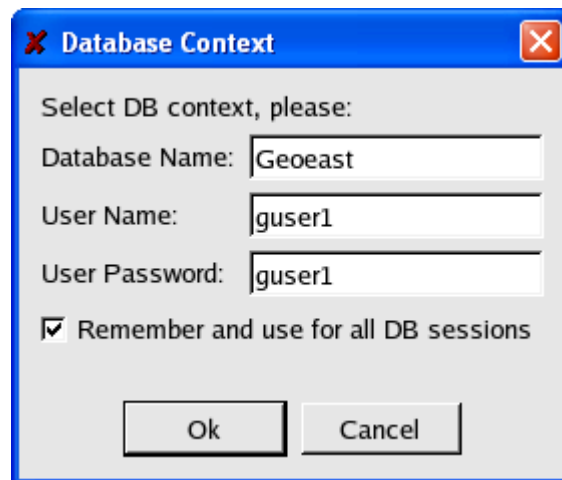 Database Context
Select DB context, please:
Database Name: Geoeast
User Name: guser1
User Password: guser1
Remember and use for all DB sessions
Ok Cancel